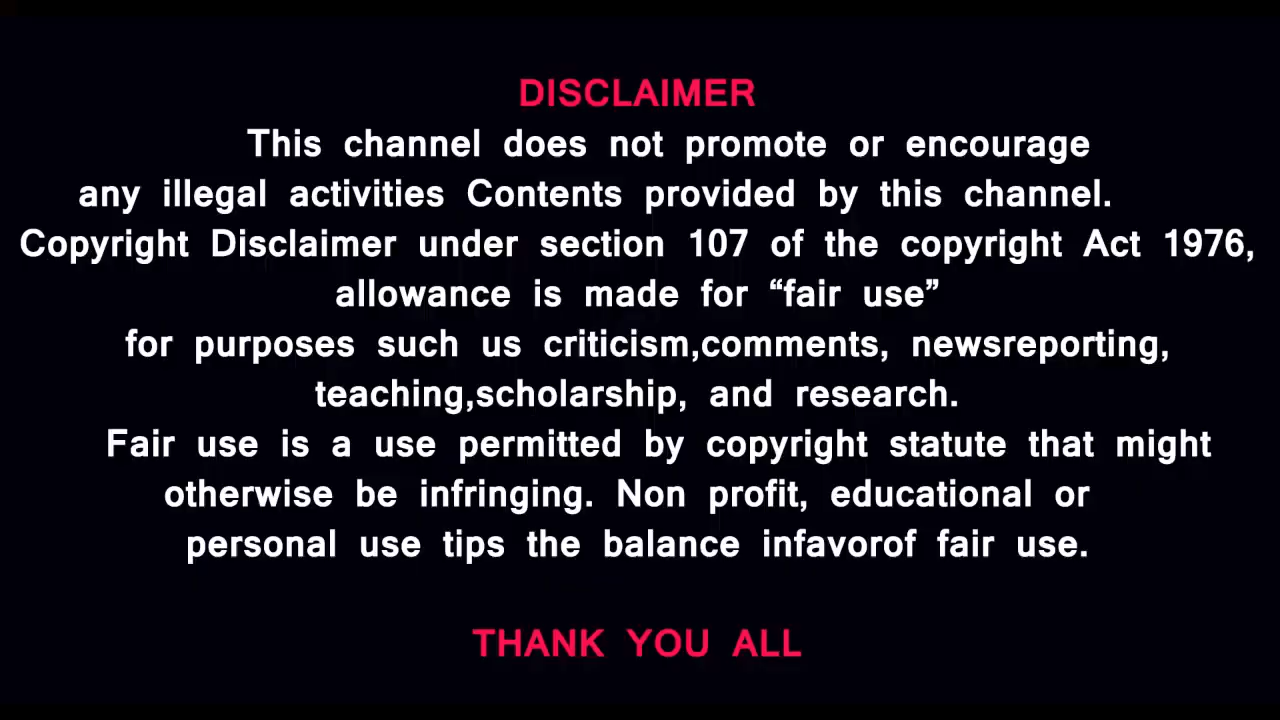 DISCLAIMER
This channel does not promote or encourage
any illegal activities Contents provided by this channel.
Copyright Disclaimer under section 107 of the copyright Act 1976,
allowance is made for “fair use”
for purposes such us criticism,comments, newsreporting,
teaching,scholarship, and research.
Fair use is a use permitted by copyright statute that might
otherwise be infringing. Non profit, educational or
personal use tips the balance infavorof fair use.
THANK YOU ALL